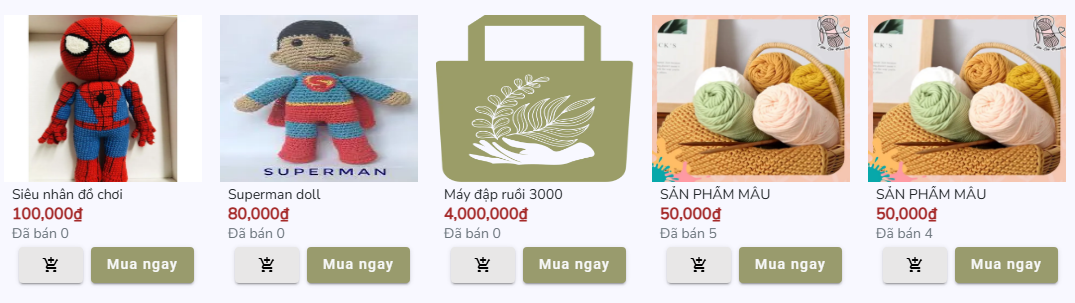 SUPERMAN
UK'S
UK'S
Siêu nhân đồ chơi
100,000₫
Đã bán 0
Mua ngay
Superman doll
80,000₫
Đã bán 0
Mua ngay
Máy đập ruồi 3000
4,000,000₫
Đã bán 0
Mua ngay
SẢN PHẨM MẪU
50,000₫
Đã bán 5
Mua ngay
SẢN PHẨM MẪU
50,000₫
Đã bán 4
Mua ngay